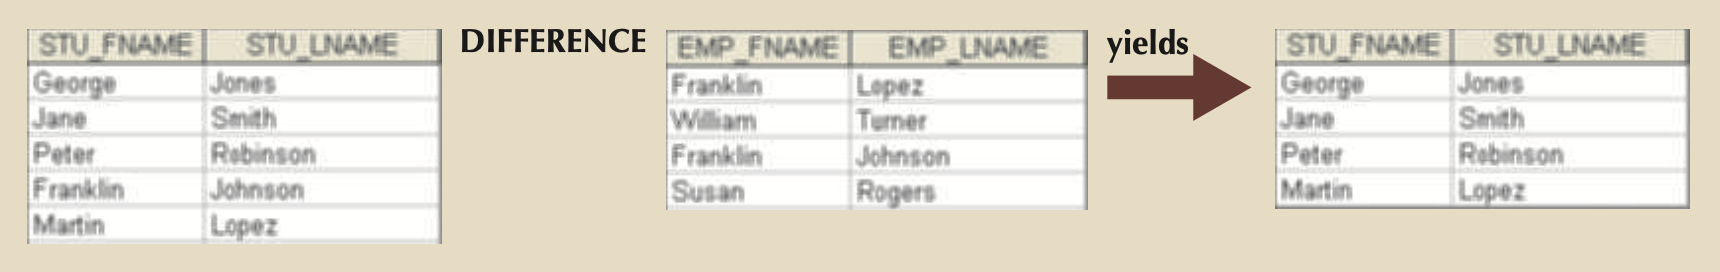 STU_FNAME STU_LNAME
George Jones
Jane Smith
Peter Robinson
Franklin Johnson
Martin Lopez
DIFFERENCE
EMP_FNAME EMP_LNAME
Franklin Lopez
William Turner
Franklin Johnson
Susan Rogers
yields
STU_FNAME STU_LNAME
George Jones
Jane Smith
Peter Robinson
Martin Lopez